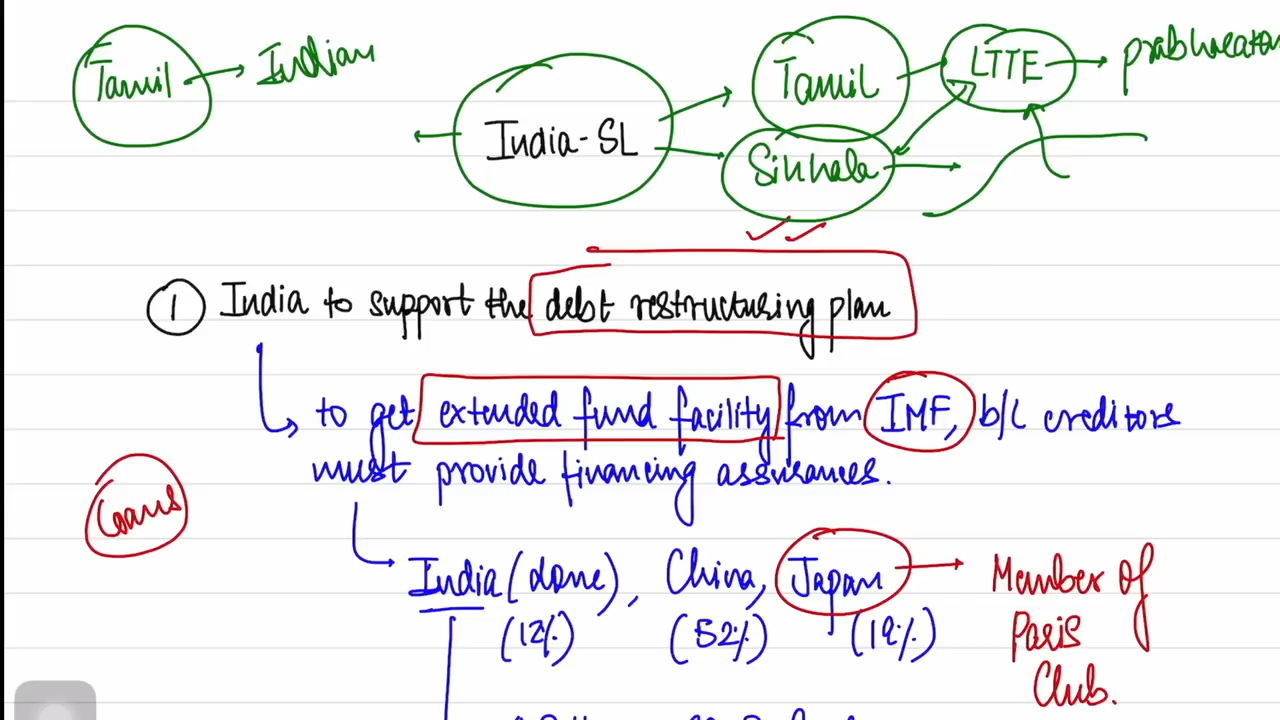 Tamil → Indian
India-SL
Tamil
LTTE →
Sinhala
① India to support the debt restructuring plan
to get extended fund facility from IMF, b/L creditors
must provide financing assurances.
Loans
India (done), China, Japan → Member of
(12%) (52%) (19%) Paris
Club.